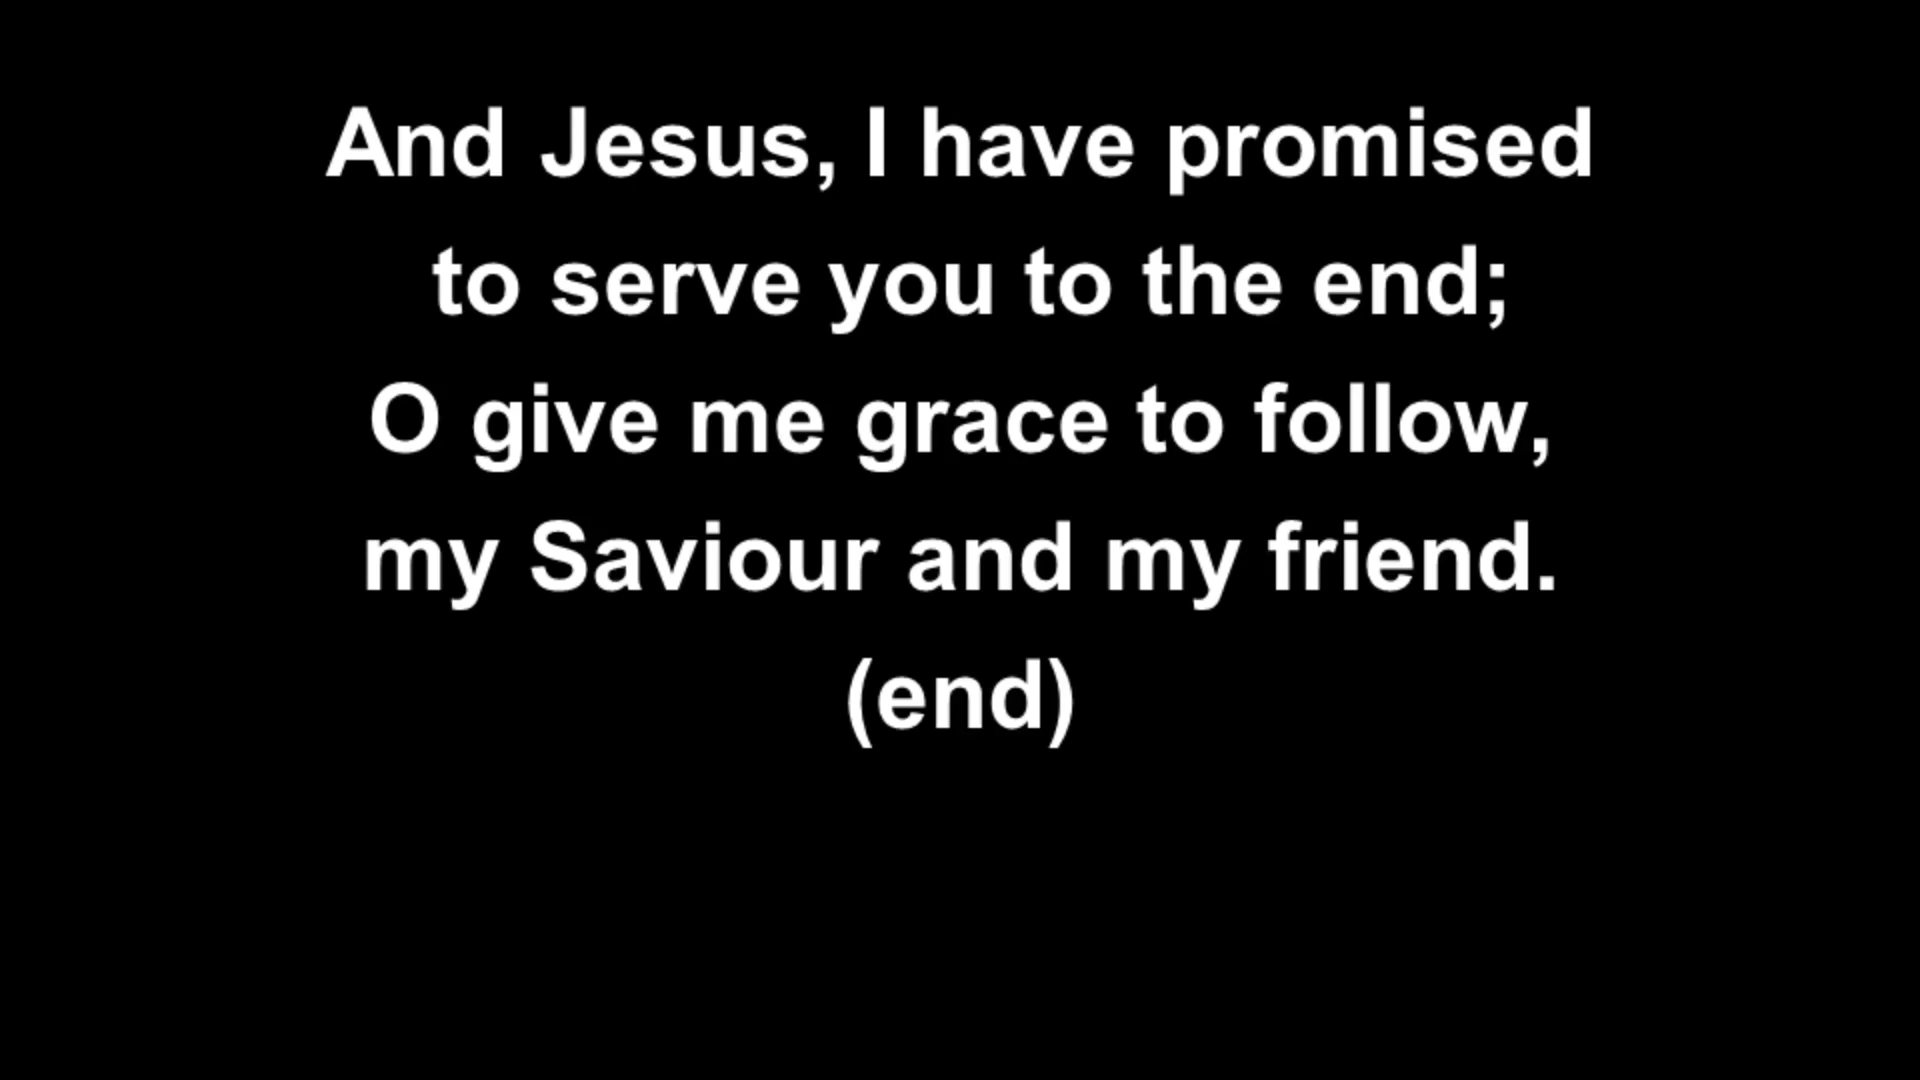 And Jesus, I have promised
to serve you to the end;
O give me grace to follow,
my Saviour and my friend.
(end)